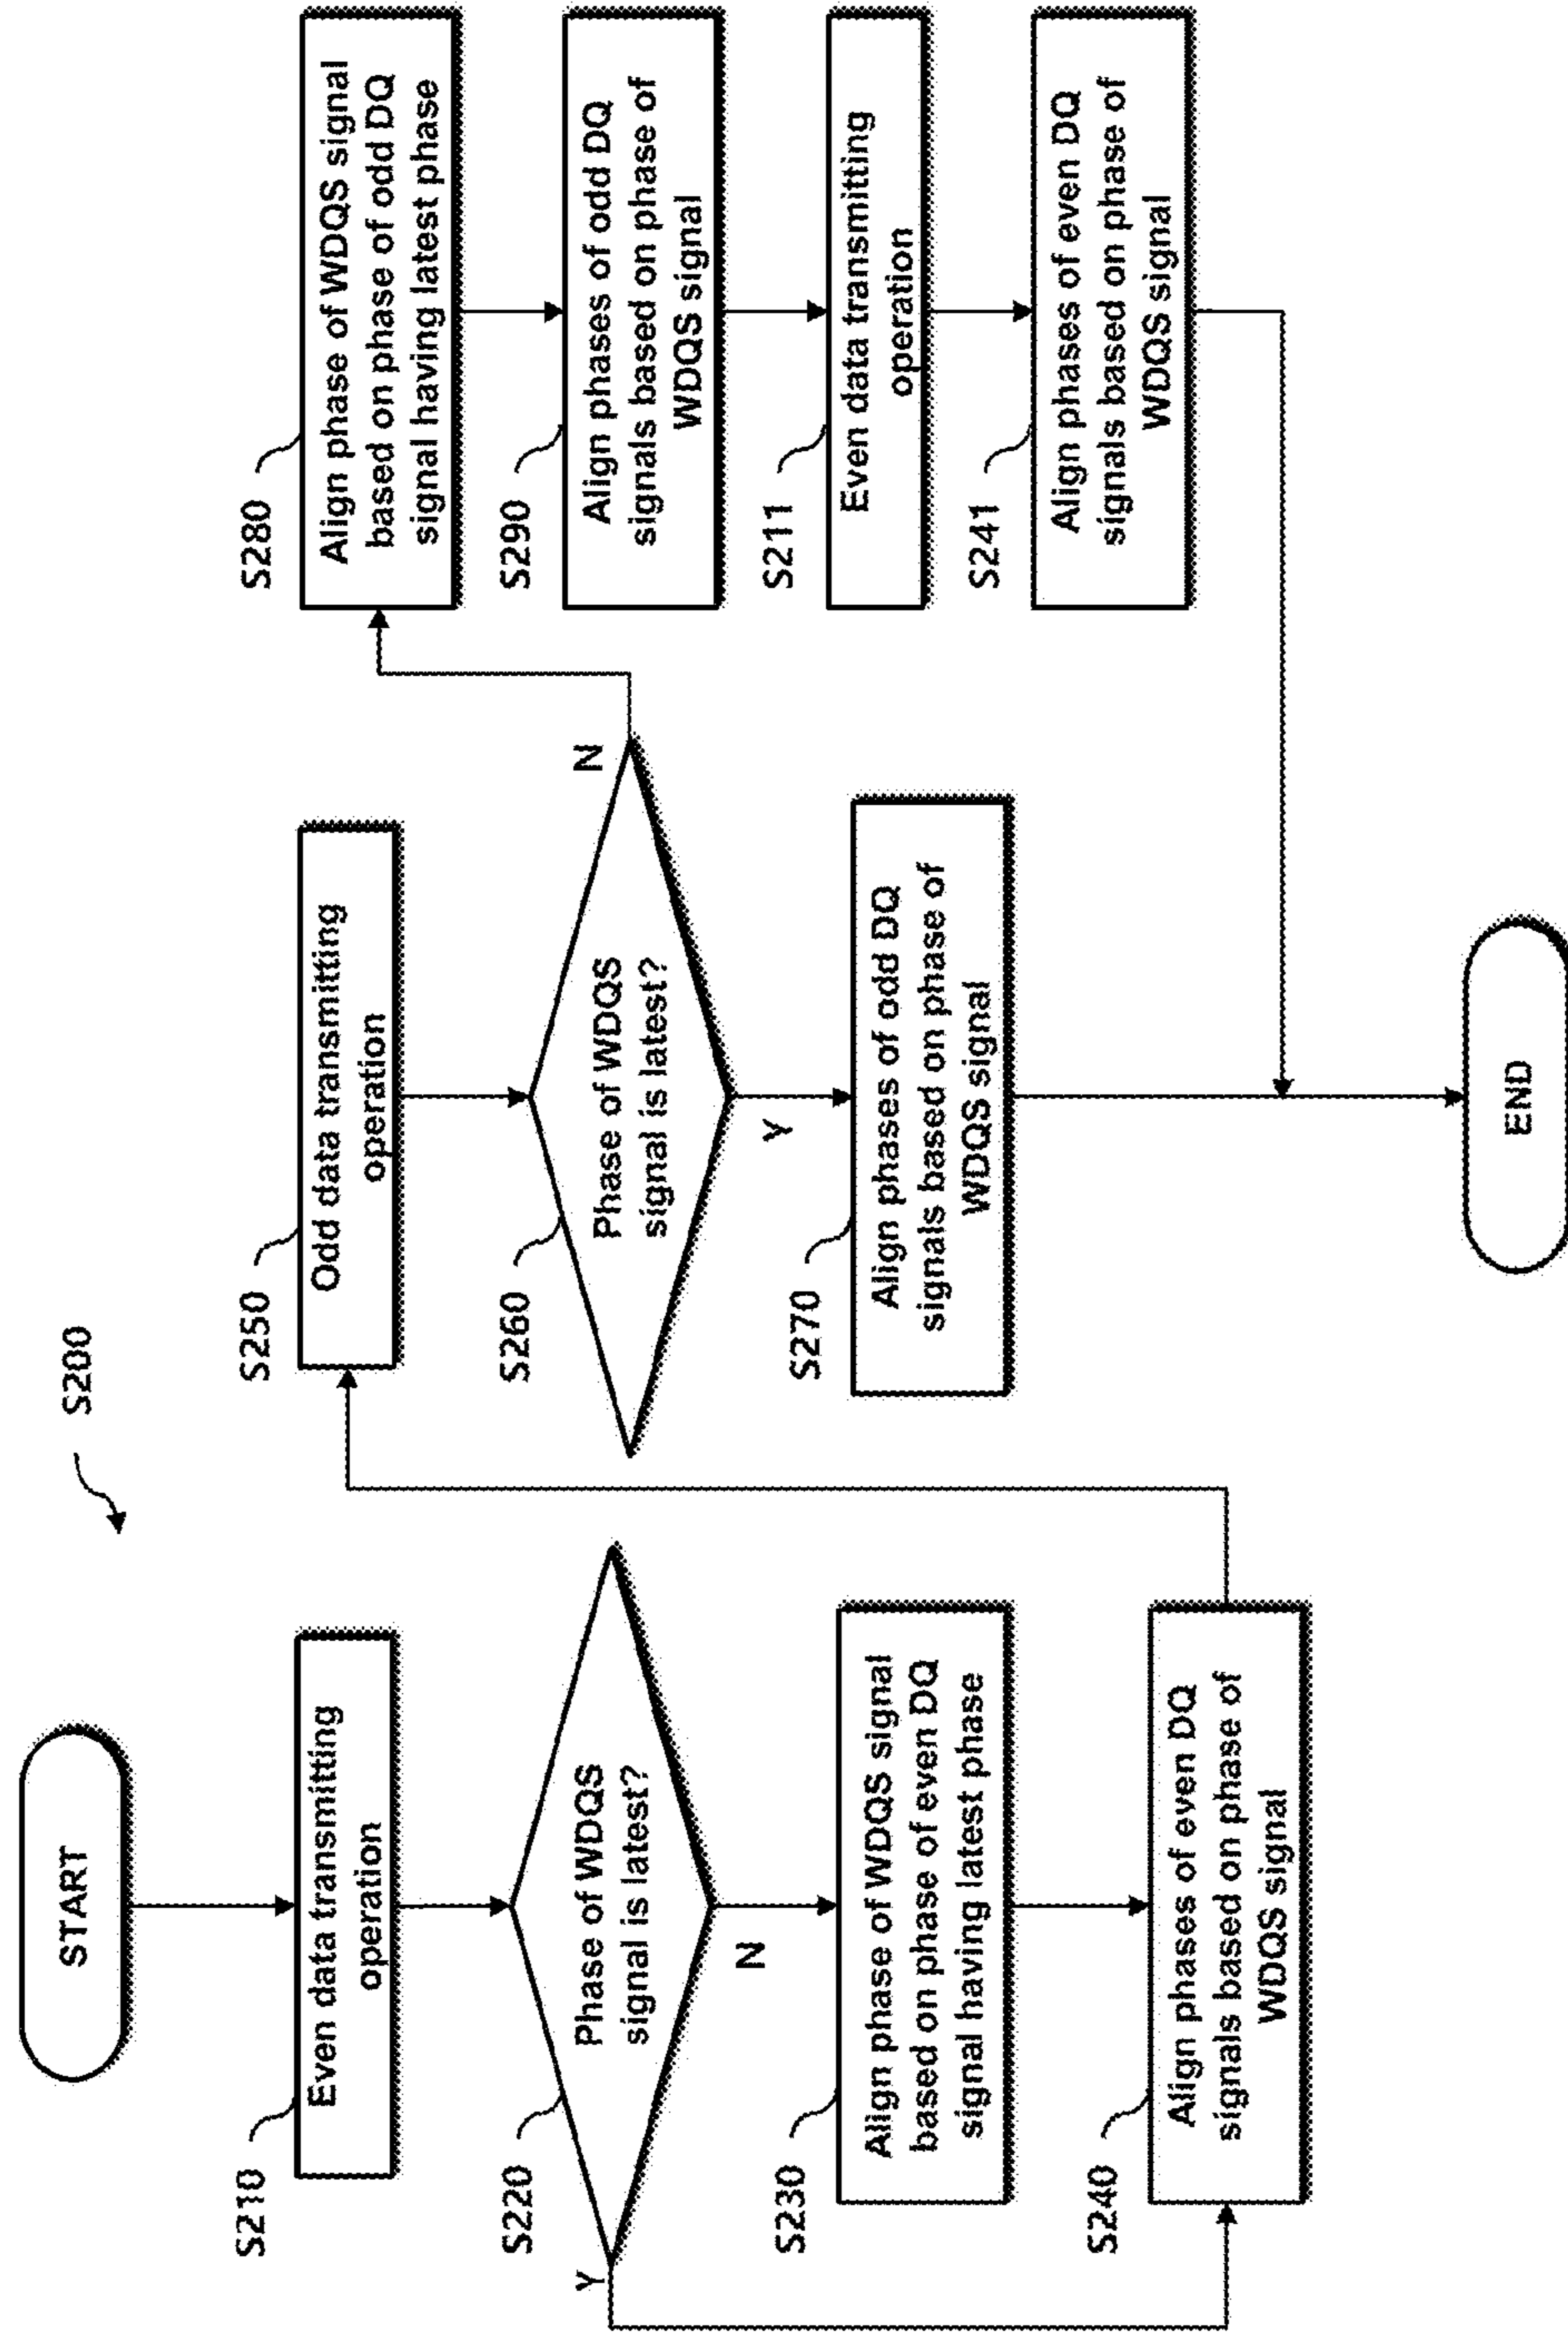 S200
START
S210
Even data transmitting
operation
S220
Phase of WDQS
signal is latest?
Y
N
S230
Align phase of WDQS signal
based on phase of even DQ
signal having latest phase
S240
Align phases of even DQ
signals based on phase of
WDQS signal
S250
Odd data transmitting
operation
S260
Phase of WDQS
signal is latest?
N
Y
S270
Align phases of odd DQ
signals based on phase of
WDQS signal
END
S280
Align phase of WDQS signal
based on phase of odd DQ
signal having latest phase
S290
Align phases of odd DQ
signals based on phase of
WDQS signal
S211
Even data transmitting
operation
S241
Align phases of even DQ
signals based on phase of
WDQS signal